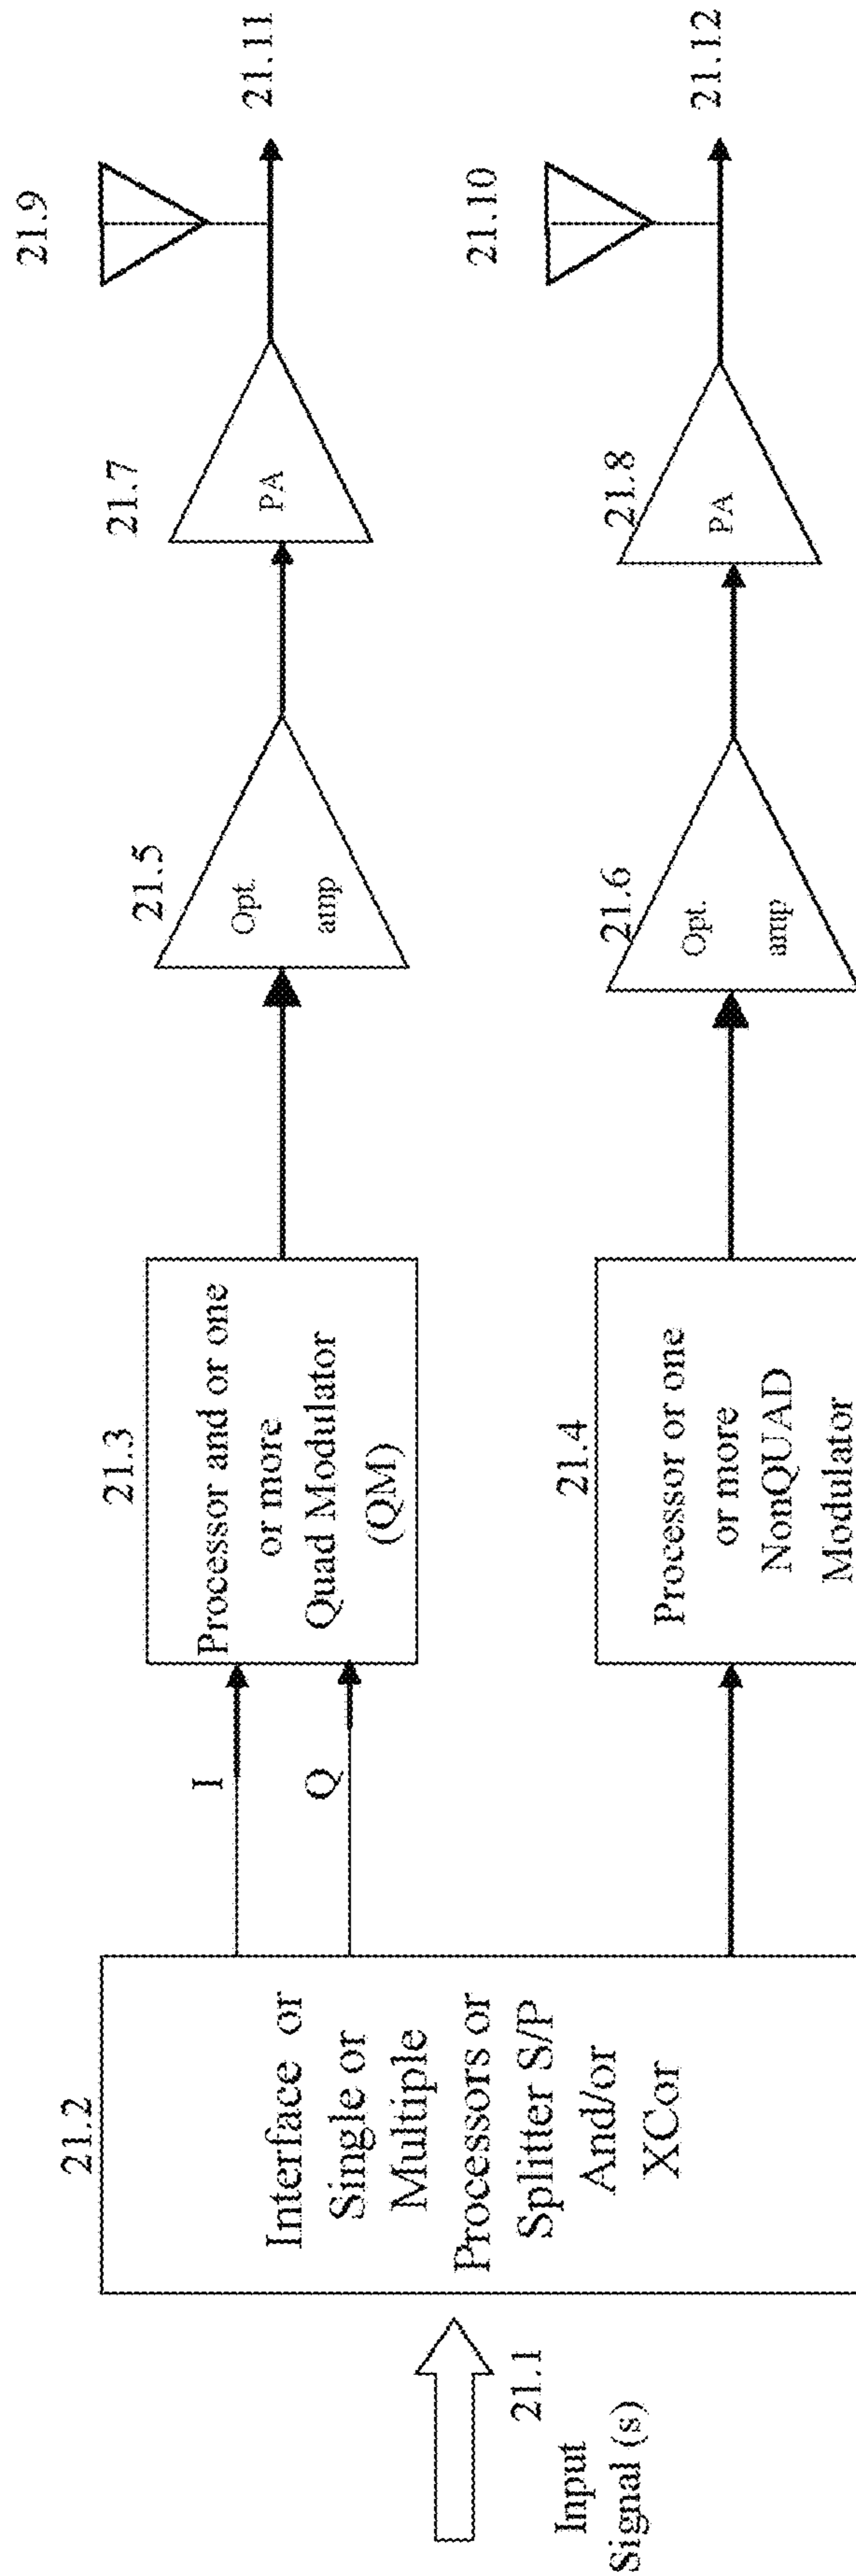 21.1
Input
Signal (s)
21.2
Interface or
Single or
Multiple
Processors or
Splitter S/P
And/or
XCor
I
Q
21.3
Processor and or one
or more
Quad Modulator
(QM)
21.5
Opt.
amp
21.7
PA
21.9
21.11
21.4
Processor or one
or more
NonQUAD
Modulator
21.6
Opt.
amp
21.8
PA
21.10
21.12